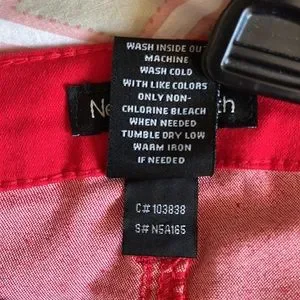 WASH INSIDE OUT
MACHINE
WASH COLD
WITH LIKE COLORS
ONLY NON-
CHLORINE BLEACH
WHEN NEEDED
TUMBLE DRY LOW
WARM IRON
IF NEEDED
C# 103838
S# N5A165